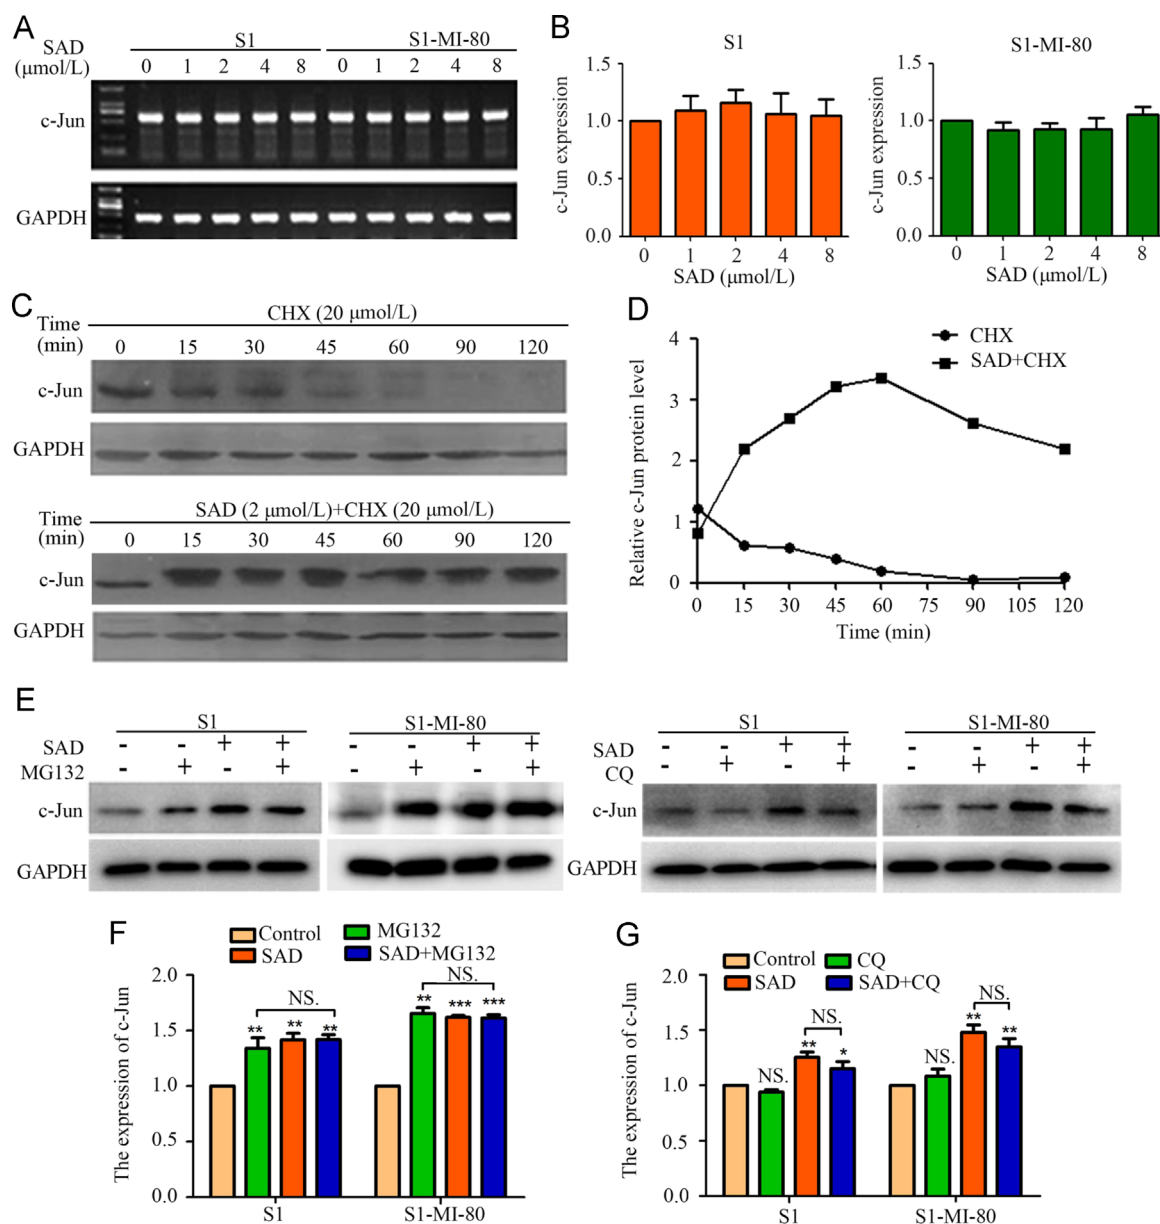 A
SAD
(μmol/L)
S1
S1-MI-80
0 1 2 4 8 0 1 2 4 8
c-Jun
GAPDH
B
S1
c-Jun expression
1.5
1.0
0.5
0.0
0 1 2 4 8
SAD (μmol/L)
S1-MI-80
c-Jun expression
1.5
1.0
0.5
0.0
0 1 2 4 8
SAD (μmol/L)
C
Time
(min)
CHX (20 μmol/L)
0 15 30 45 60 90 120
c-Jun
GAPDH
Time
(min)
SAD (2 μmol/L)+CHX (20 μmol/L)
0 15 30 45 60 90 120
c-Jun
GAPDH
D
CHX
SAD+CHX
Relative c-Jun protein level
4
3
2
1
0
0 15 30 45 60 75 90 105 120
Time (min)
E
S1 S1-MI-80
SAD - - + + - - + +
MG132 - + - + - + - +
c-Jun
GAPDH
S1 S1-MI-80
SAD - - + + - - + +
CQ - + - + - + - +
c-Jun
GAPDH
F
Control MG132
SAD SAD+MG132
The expression of c-Jun
2.0
1.5
1.0
0.5
0.0
NS.
** ** **
NS.
** *** ***
S1 S1-MI-80
G
Control CQ
SAD SAD+CQ
The expression of c-Jun
2.0
1.5
1.0
0.5
0.0
NS.
NS. ** *
NS.
NS. ** **
S1 S1-MI-80